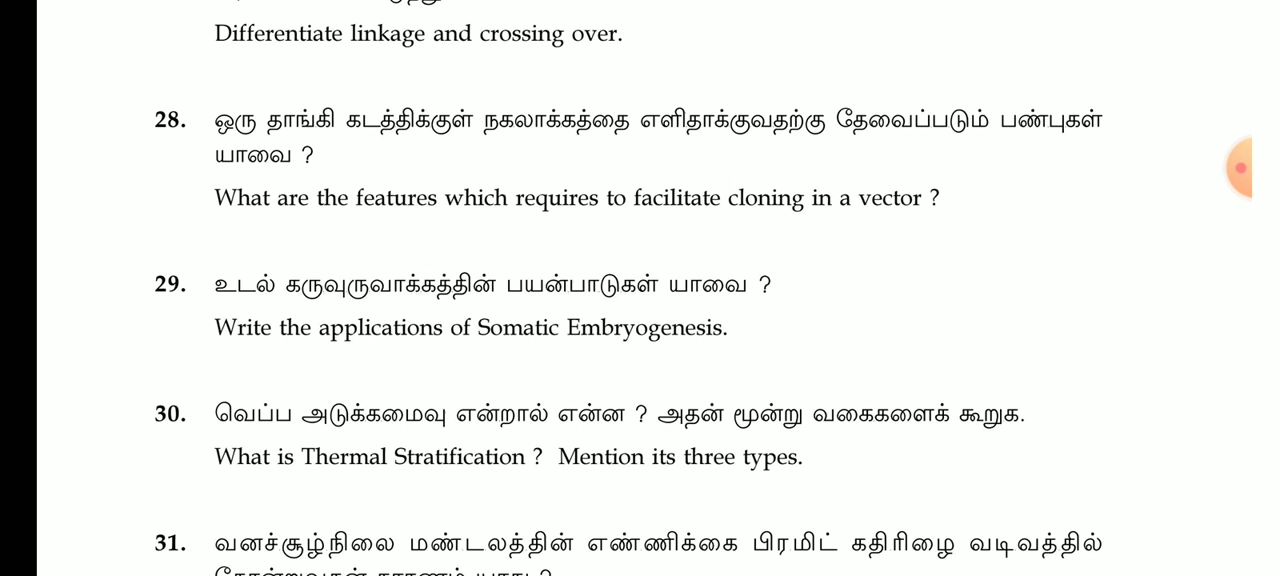 Differentiate linkage and crossing over.
28. ஒரு தாங்கி கடத்திக்குள் நகலாக்கத்தை எளிதாக்குவதற்கு தேவைப்படும் பண்புகள்
யாவை ?
What are the features which requires to facilitate cloning in a vector ?
29. உடல் கருவுருவாக்கத்தின் பயன்பாடுகள் யாவை ?
Write the applications of Somatic Embryogenesis.
30. வெப்ப அடுக்கமைவு என்றால் என்ன ? அதன் மூன்று வகைகளைக் கூறுக.
What is Thermal Stratification ? Mention its three types.
31. வனச்சூழ்நிலை மண்டலத்தின் எண்ணிக்கை பிரமிட் கதிரிழை வடிவத்தில்